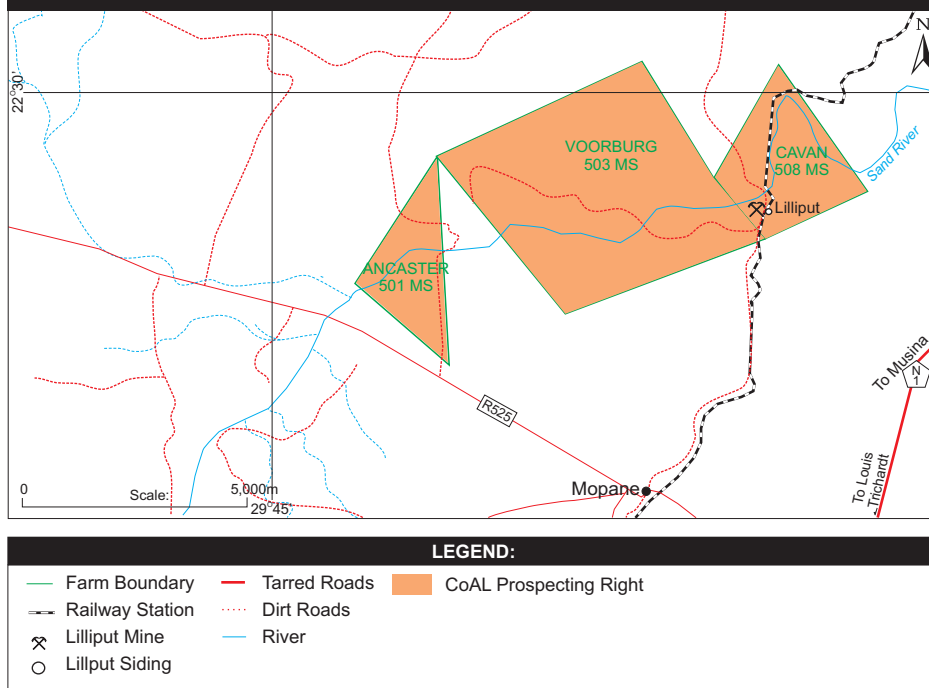 N
22°30'
VOORBURG
503 MS
CAVAN
508 MS
Sand River
Lilliput
ANCASTER
501 MS
To Musina
N
1
R525
To Louis
Trichardt
Mopane
0
Scale:
5,000m
29°45'
LEGEND:
Farm Boundary
Tarred Roads
CoAL Prospecting Right
Railway Station
Dirt Roads
Lilliput Mine
River
Lillput Siding